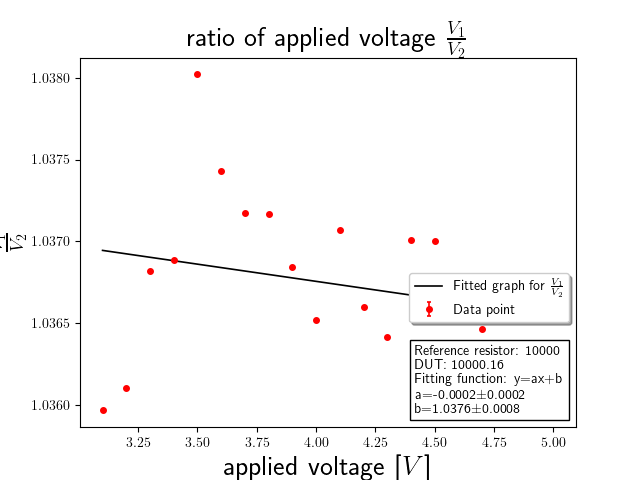 ratio of applied voltage V₁/V₂
1.0380
1.0375
1.0370
1.0365
1.0360
V₁/V₂
Fitted graph for V₁/V₂
Data point
Reference resistor: 10000
DUT: 10000.16
Fitting function: y=ax+b
a=-0.0002±0.0002
b=1.0376±0.0008
3.25 3.50 3.75 4.00 4.25 4.50 4.75 5.00
applied voltage [V]